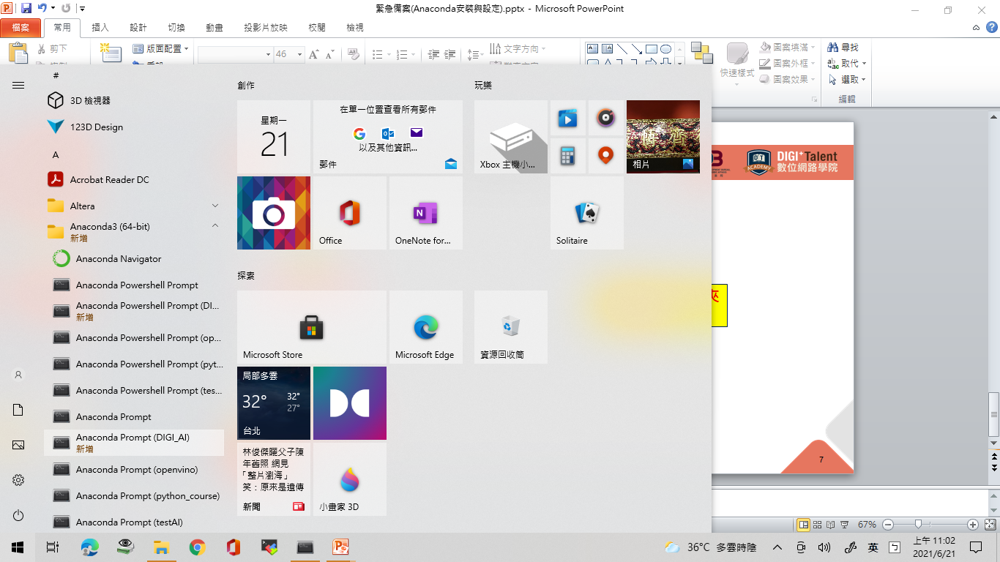 緊急備案(Anaconda安裝與設定).pptx - Microsoft PowerPoint
檔案 常用 插入 設計 切換 動畫 投影片放映 校閱 檢視
剪下 版面配置 46 文字方向 圖案填滿 尋找
快速樣式 圖案外框 取代
圖案效果 選取
編輯
#
3D 檢視器
123D Design
A
Acrobat Reader DC
Altera
Anaconda3 (64-bit)
新增
Anaconda Navigator
Anaconda Powershell Prompt
Anaconda Powershell Prompt (DI...
新增
Anaconda Powershell Prompt (op...
Anaconda Powershell Prompt (pyt...
Anaconda Powershell Prompt (tes...
Anaconda Prompt
Anaconda Prompt (DIGI_AI)
新增
Anaconda Prompt (openvino)
Anaconda Prompt (python_course)
Anaconda Prompt (testAI)
創作
星期一
21
在單一位置查看所有郵件
以及其他資訊...
郵件
Office
OneNote for...
玩樂
Xbox 主機小...
相片
Solitaire
探索
Microsoft Store
Microsoft Edge
資源回收筒
局部多雲
32° 32°
27°
台北
林俊傑曬父子陳
年舊照 網見
「整片瀏海」
笑：原來是遺傳
新聞
小畫家 3D
DT
ACADEMY
DIGI+Talent
數位網路學院
夾
7
67%
36°C 多雲時陰
英
上午 11:02
2021/6/21